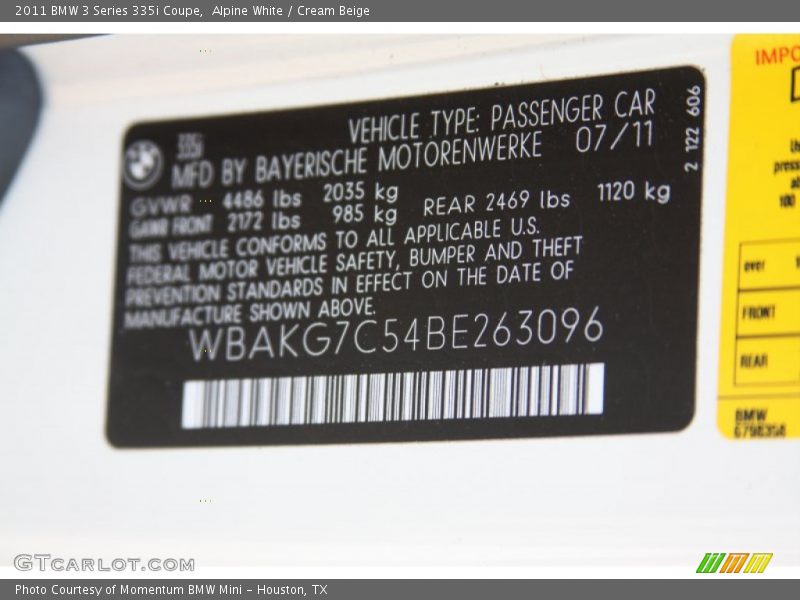 2011 BMW 3 Series 335i Coupe, Alpine White / Cream Beige
335i VEHICLE TYPE: PASSENGER CAR
MFD BY BAYERISCHE MOTORENWERKE 07/11
GVWR 4486 lbs 2035 kg
GAWR FRONT 2172 lbs 985 kg REAR 2469 lbs 1120 kg
THIS VEHICLE CONFORMS TO ALL APPLICABLE U.S.
FEDERAL MOTOR VEHICLE SAFETY, BUMPER AND THEFT
PREVENTION STANDARDS IN EFFECT ON THE DATE OF
MANUFACTURE SHOWN ABOVE.
WBAKG7C54BE263096
2 122 606
IMPO
over
FRONT
REAR
BMW
GTCARLOT.COM
Photo Courtesy of Momentum BMW Mini - Houston, TX